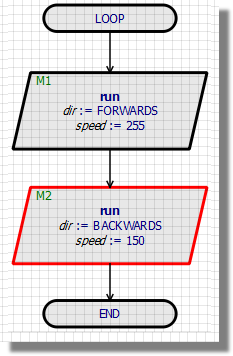 LOOP
M1
run
dir := FORWARDS
speed := 255
M2
run
dir := BACKWARDS
speed := 150
END